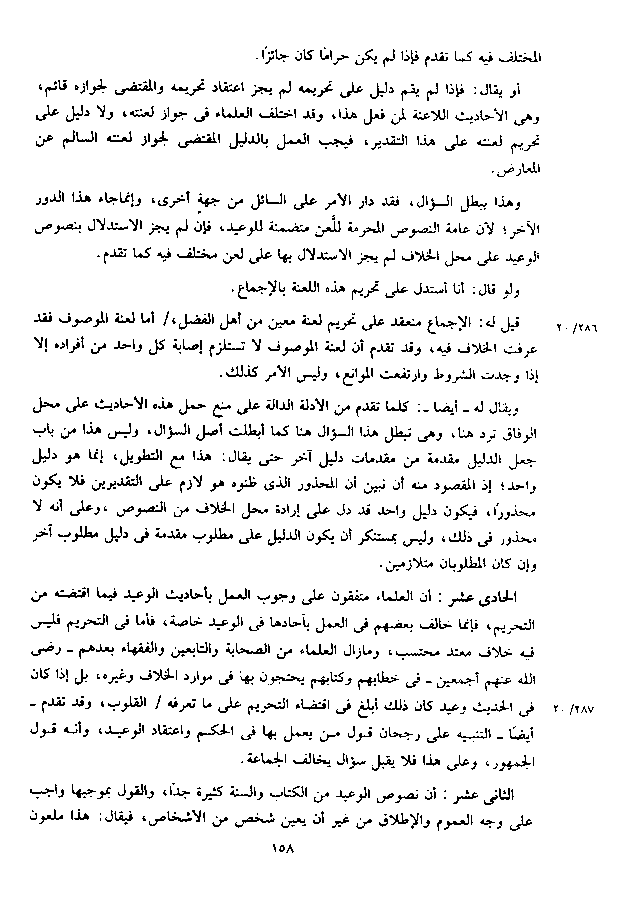 المختلف فيه كما تقدم فإذا لم يكن حرامًا كان جائزًا.
أو يقال: فإذا لم يقم دليل على تحريمه لم يجز اعتقاد تحريمه والمقتضى لجوازه قائم،
وهى الأحاديث اللاعنة لمن فعل هذا، وقد اختلف العلماء فى جواز لعنته، ولا دليل على
تحريم لعنته على هذا التقدير، فيجب العمل بالدليل المقتضى لجواز لعنته السالم عن
المعارض.
وهذا يبطل السؤال، فقد دار الأمر على السائل من جهةٍ أخرى، وإنماجاء هذا الدور
الآخر؛ لأن عامة النصوص المحرمة للَّعن متضمنة للوعيد، فإن لم يجز الاستدلال بنصوص
الوعيد على محل الخلاف لم يجز الاستدلال بها على لعن مختلف فيه كما تقدم.
ولو قال: أنا أستدل على تحريم هذه اللعنة بالإجماع.
قيل له: الإجماع منعقد على تحريم لعنة معين من أهل الفضل،/ أما لعنة الموصوف فقد ٢٠/٢٨٦
عرفت الخلاف فيه، وقد تقدم أن لعنة الموصوف لا تستلزم إصابة كل واحد من أفراده إلا
إذا وجدت الشروط وارتفعت الموانع، وليس الأمر كذلك.
ويقال له ـ أيضا ـ: كلما تقدم من الأدلة الدالة على منع حمل هذه الأحاديث على محل
الوفاق ترد هنا، وهى تبطل هذا السؤال هنا كما أبطلت أصل السؤال، وليس هذا من باب
جعل الدليل مقدمة من مقدمات دليل آخر حتى يقال: هذا مع التطويل، إنما هو دليل
واحد؛ إذ المقصود منه أن نبين أن المحذور الذى ظنوه هو لازم على التقديرين فلا يكون
محذورًا، فيكون دليل واحد قد دل على إرادة محل الخلاف من النصوص ،وعلى أنه لا
محذور فى ذلك، وليس بمستنكر أن يكون الدليل على مطلوب مقدمة فى دليل مطلوب آخر
وإن كان المطلوبان متلازمين.
الحادى عشر : أن العلماء متفقون على وجوب العمل بأحاديث الوعيد فيما اقتضته من
التحريم، فإنما خالف بعضهم فى العمل بآحادها فى الوعيد خاصة، فأما فى التحريم فليس
فيه خلاف معتد محتسب، ومازال العلماء من الصحابة والتابعين والفقهاء بعدهم ـ رضى
الله عنهم أجمعين ـ فى خطابهم وكتابهم يحتجون بها فى موارد الخلاف وغيره، بل إذا كان
فى الحديث وعيد كان ذلك أبلغ فى اقتضاء التحريم على ما تعرفه / القلوب، وقد تقدم ـ ٢٠/٢٨٧
أيضًا ـ التنبيه على رجحان قول من يعمل بها فى الحكم واعتقاد الوعيد، وأنه قول
الجمهور، وعلى هذا فلا يقبل سؤال يخالف الجماعة.
الثانى عشر : أن نصوص الوعيد من الكتاب والسنة كثيرة جدًا، والقول بموجبها واجب
على وجه العموم والإطلاق من غير أن يعين شخص من الأشخاص، فيقال: هذا ملعون
١٥٨